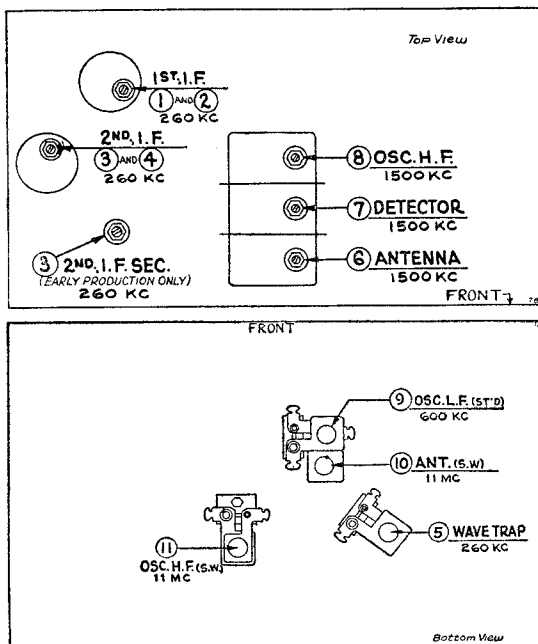 Top View
1ST. I.F.
1 AND 2
260 KC
2ND. I.F.
3 AND 4
260 KC
8 OSC. H.F.
1500 KC
7 DETECTOR
1500 KC
6 ANTENNA
1500 KC
3 2ND. I.F. SEC.
(EARLY PRODUCTION ONLY)
260 KC
FRONT
FRONT
9 OSC. L.F. (ST'D)
600 KC
10 ANT. (S.W)
11 MC
11
OSC. H.F. (S.W.)
11 MC
5 WAVE TRAP
260 KC
Bottom View